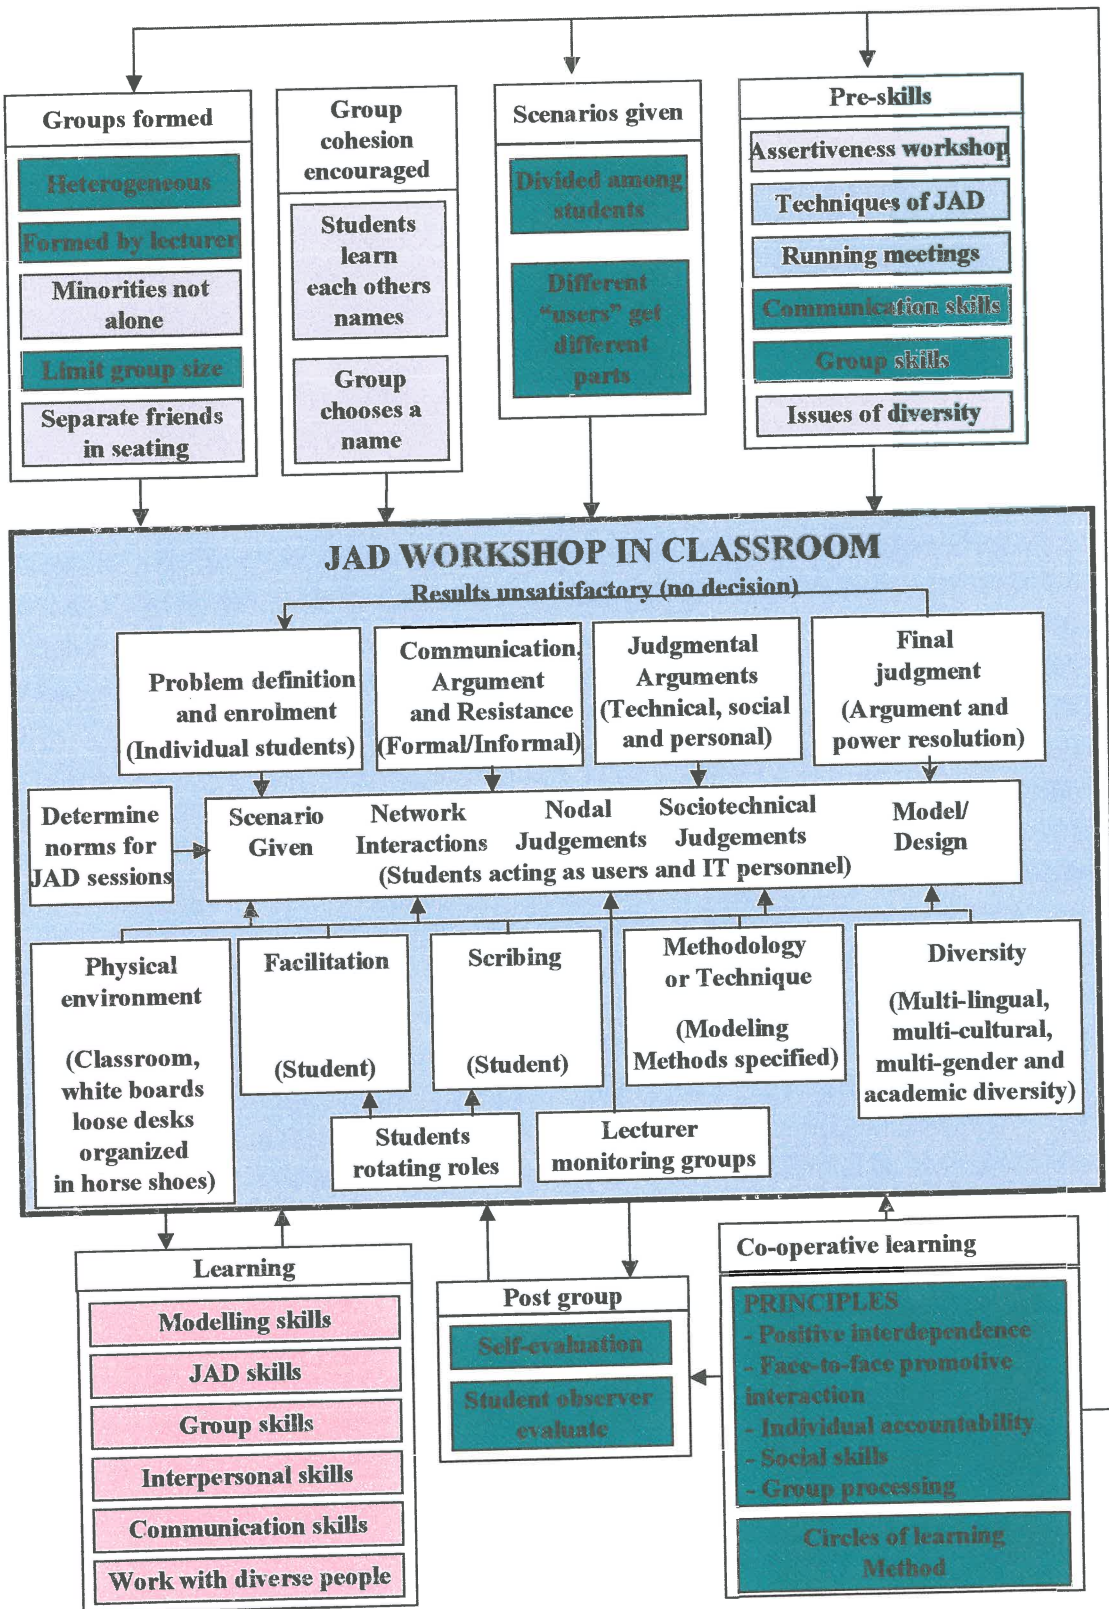 Groups formed
Heterogeneous
Formed by lecturer
Minorities not
alone
Limit group size
Separate friends
in seating
Group
cohesion
encouraged
Students
learn
each others
names
Group
chooses a
name
Scenarios given
Divided among
students
Different
“users” get
different
parts
Pre-skills
Assertiveness workshop
Techniques of JAD
Running meetings
Communication skills
Group skills
Issues of diversity
JAD WORKSHOP IN CLASSROOM
Results unsatisfactory (no decision)
Problem definition
and enrolment
(Individual students)
Communication,
Argument
and Resistance
(Formal/Informal)
Judgmental
Arguments
(Technical, social
and personal)
Final
judgment
(Argument and
power resolution)
Determine
norms for
JAD sessions
Scenario
Given
Network
Interactions
Nodal
Judgements
Sociotechnical
Judgements
Model/
Design
(Students acting as users and IT personnel)
Physical
environment
(Classroom,
white boards
loose desks
organized
in horse shoes)
Facilitation
(Student)
Scribing
(Student)
Methodology
or Technique
(Modeling
Methods specified)
Diversity
(Multi-lingual,
multi-cultural,
multi-gender and
academic diversity)
Students
rotating roles
Lecturer
monitoring groups
Learning
Modelling skills
JAD skills
Group skills
Interpersonal skills
Communication skills
Work with diverse people
Post group
Self-evaluation
Student observer
evaluate
Co-operative learning
PRINCIPLES
- Positive interdependence
- Face-to-face promotive
interaction
- Individual accountability
- Social skills
- Group processing
Circles of learning
Method